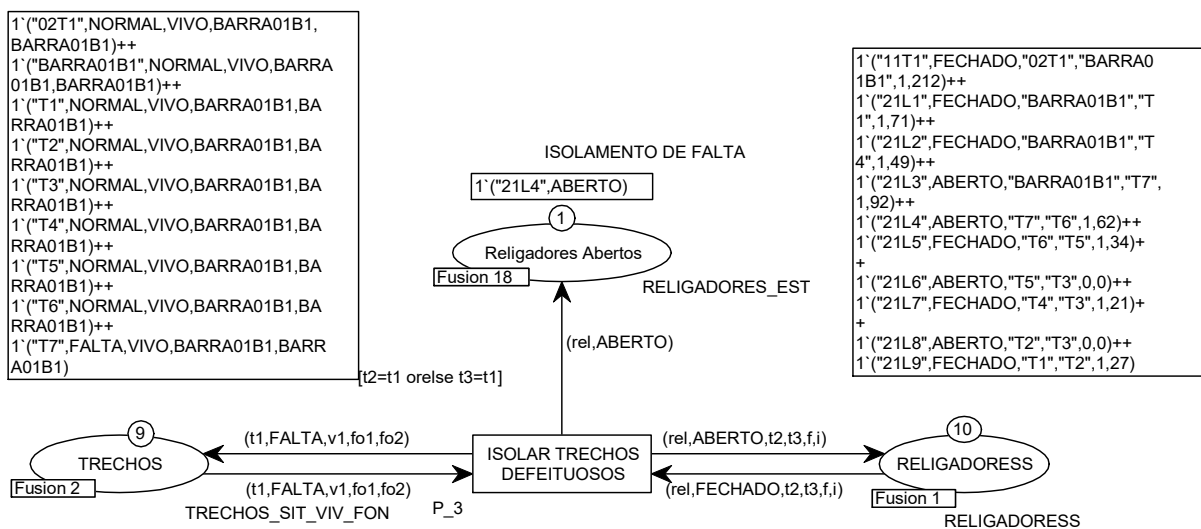 1`("02T1",NORMAL,VIVO,BARRA01B1,
BARRA01B1)++
1`("BARRA01B1",NORMAL,VIVO,BARRA
01B1,BARRA01B1)++
1`("T1",NORMAL,VIVO,BARRA01B1,BA
RRA01B1)++
1`("T2",NORMAL,VIVO,BARRA01B1,BA
RRA01B1)++
1`("T3",NORMAL,VIVO,BARRA01B1,BA
RRA01B1)++
1`("T4",NORMAL,VIVO,BARRA01B1,BA
RRA01B1)++
1`("T5",NORMAL,VIVO,BARRA01B1,BA
RRA01B1)++
1`("T6",NORMAL,VIVO,BARRA01B1,BA
RRA01B1)++
1`("T7",FALTA,VIVO,BARRA01B1,BARR
A01B1)
ISOLAMENTO DE FALTA
1`("21L4",ABERTO)
1
Religadores Abertos
Fusion 18
RELIGADORES_EST
(rel,ABERTO)
1`("11T1",FECHADO,"02T1","BARRA0
1B1",1,212)++
1`("21L1",FECHADO,"BARRA01B1","T
1",1,71)++
1`("21L2",FECHADO,"BARRA01B1","T
4",1,49)++
1`("21L3",ABERTO,"BARRA01B1","T7",
1,92)++
1`("21L4",ABERTO,"T7","T6",1,62)++
1`("21L5",FECHADO,"T6","T5",1,34)+
+
1`("21L6",ABERTO,"T5","T3",0,0)++
1`("21L7",FECHADO,"T4","T3",1,21)+
+
1`("21L8",ABERTO,"T2","T3",0,0)++
1`("21L9",FECHADO,"T1","T2",1,27)
[t2=t1 orelse t3=t1]
9
TRECHOS
Fusion 2
(t1,FALTA,v1,fo1,fo2)
(t1,FALTA,v1,fo1,fo2)
TRECHOS_SIT_VIV_FON
ISOLAR TRECHOS
DEFEITUOSOS
P_3
(rel,ABERTO,t2,t3,f,i)
(rel,FECHADO,t2,t3,f,i)
10
RELIGADORESS
Fusion 1
RELIGADORESS